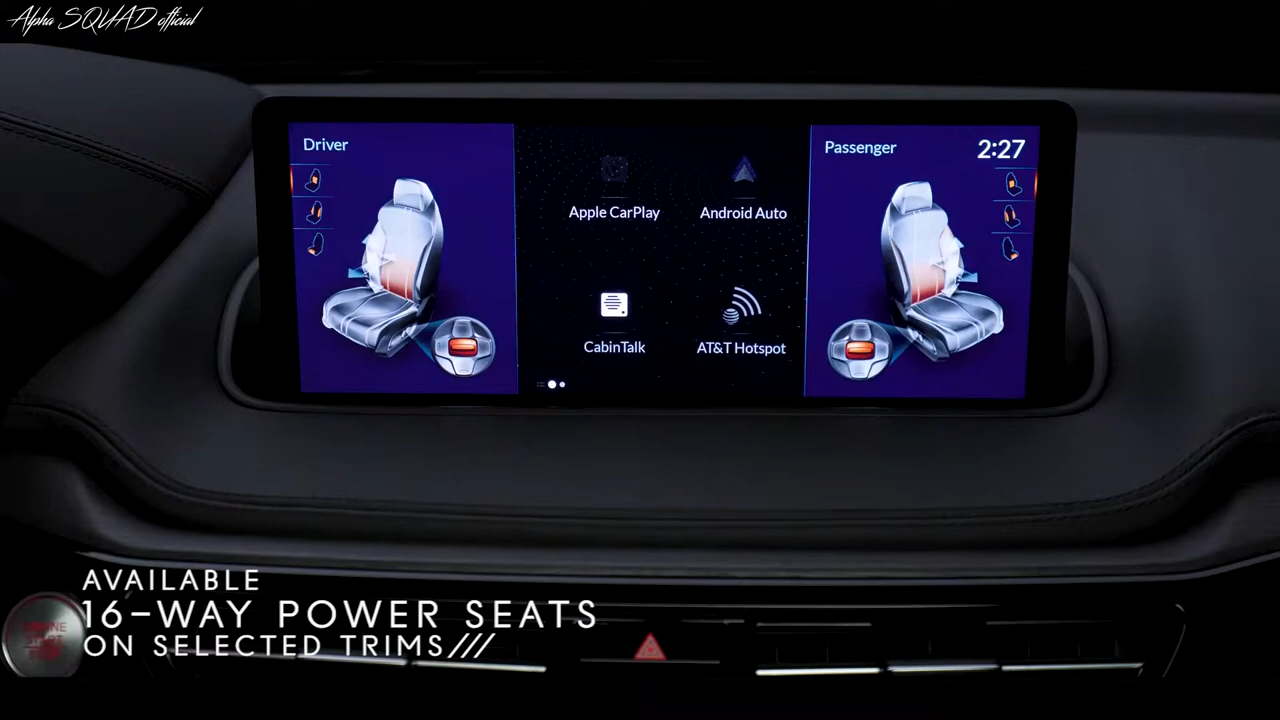 Alpha SQUAD official
Driver
Passenger
2:27
Apple CarPlay
Android Auto
CabinTalk
AT&T Hotspot
AVAILABLE
16-WAY POWER SEATS
ON SELECTED TRIMS///